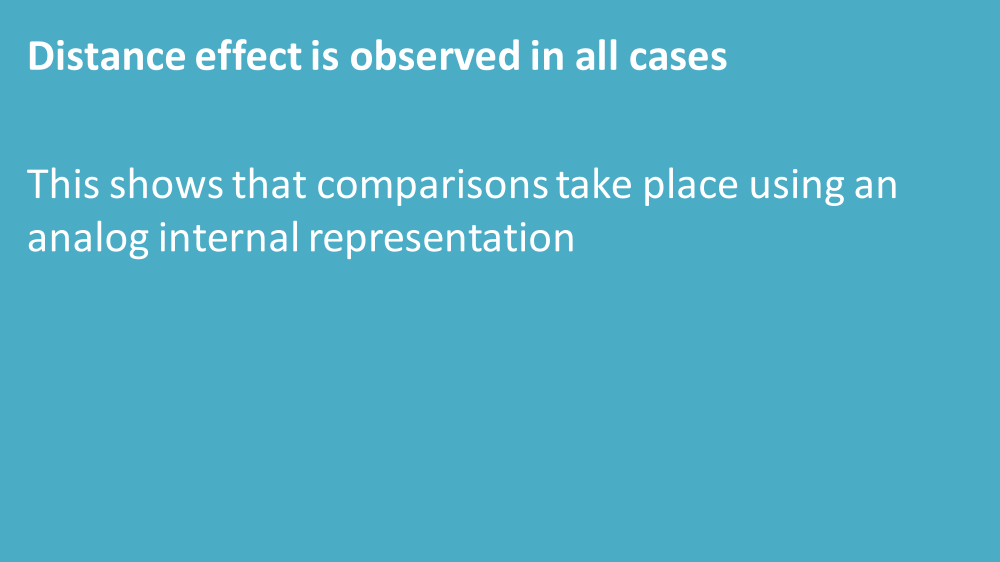 Distance effect is observed in all cases
This shows that comparisons take place using an
analog internal representation